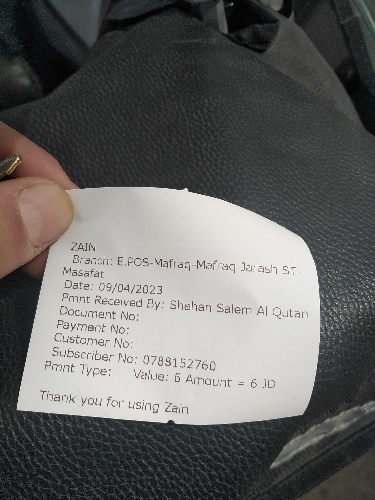 ZAIN
Branch: E.POS-Mafraq-Mafraq Jarash ST
Masafat
Date: 09/04/2023
Pmnt Received By: Shehan Salem Al Qutan
Document No:
Payment No:
Customer No:
Subscriber No: 0788152760
Pmnt Type: Value: 6 Amount = 6 JD
Thank you for using Zain